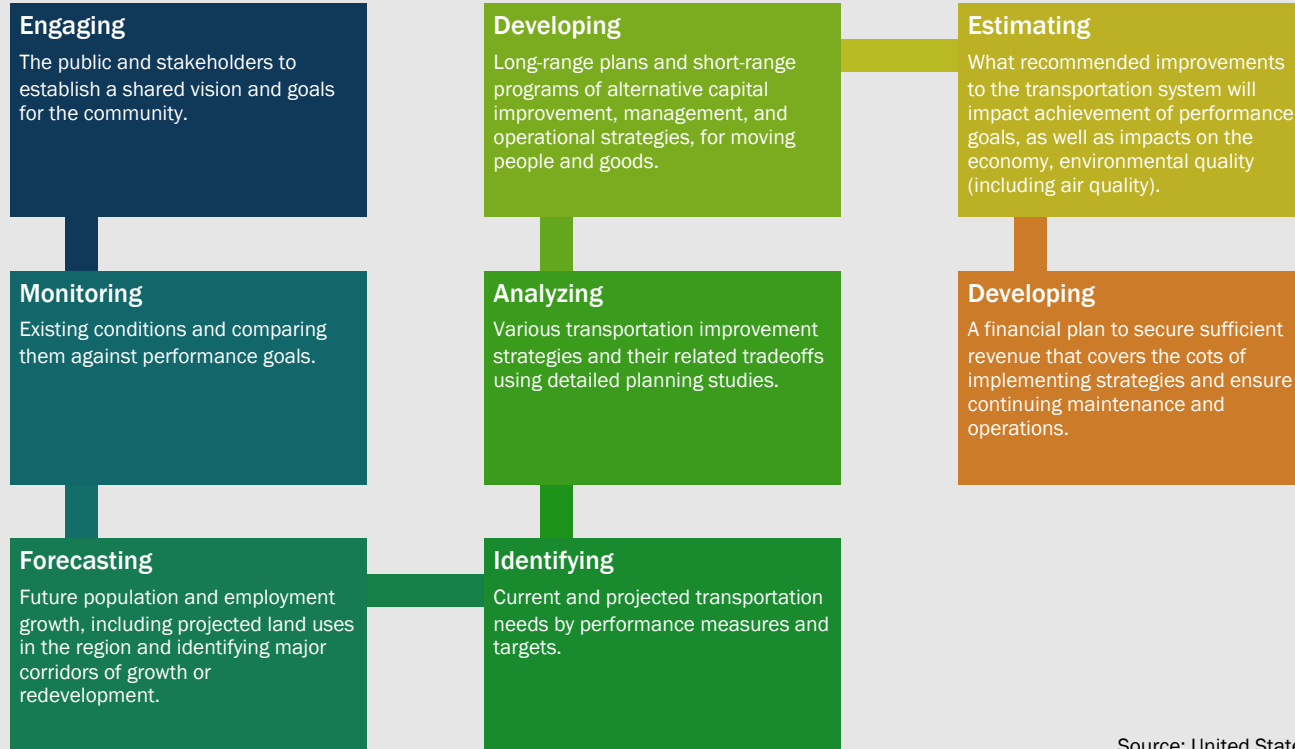 Engaging
The public and stakeholders to
establish a shared vision and goals
for the community.
Monitoring
Existing conditions and comparing
them against performance goals.
Forecasting
Future population and employment
growth, including projected land uses
in the region and identifying major
corridors of growth or
redevelopment.
Identifying
Current and projected transportation
needs by performance measures and
targets.
Analyzing
Various transportation improvement
strategies and their related tradeoffs
using detailed planning studies.
Developing
Long-range plans and short-range
programs of alternative capital
improvement, management, and
operational strategies, for moving
people and goods.
Estimating
What recommended improvements
to the transportation system will
impact achievement of performance
goals, as well as impacts on the
economy, environmental quality
(including air quality).
Developing
A financial plan to secure sufficient
revenue that covers the cots of
implementing strategies and ensure
continuing maintenance and
operations.
Source: United State